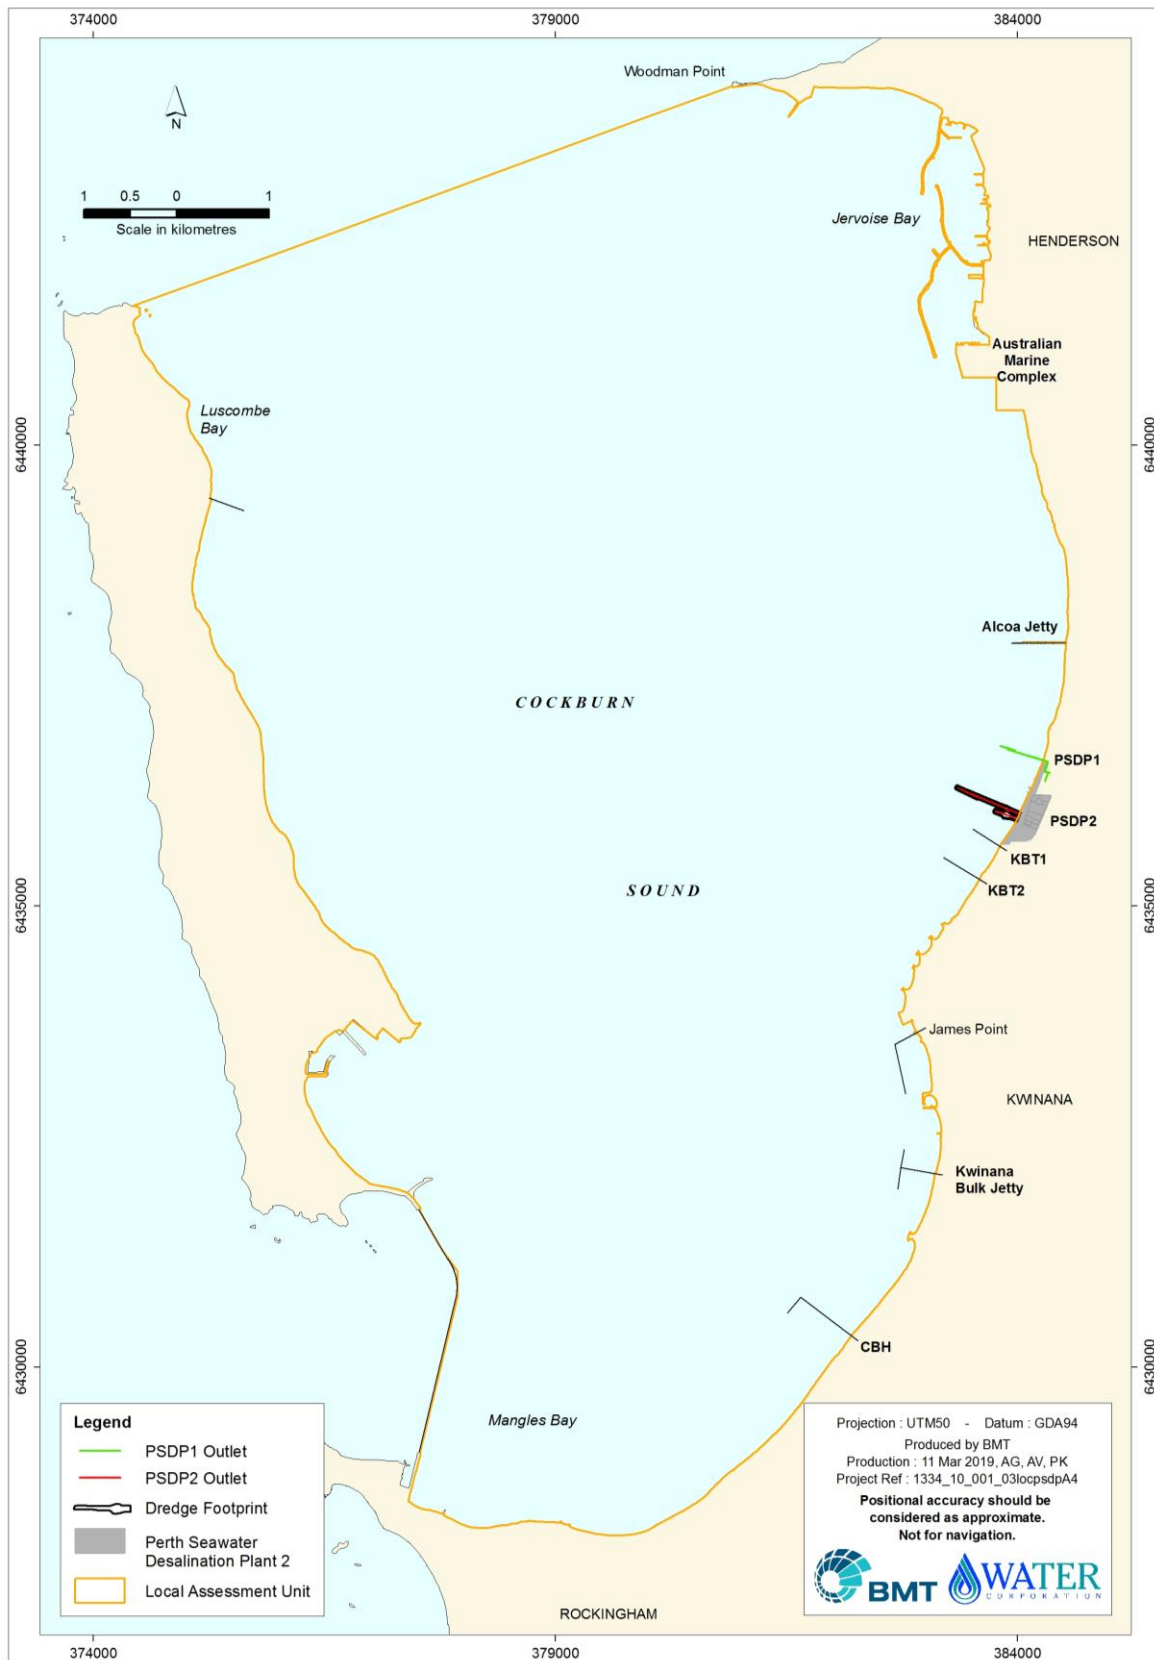 374000
379000
384000
Woodman Point
N
1 0.5 0 1
Scale in kilometres
Jervoise Bay
HENDERSON
Australian
Marine
Complex
Luscombe
Bay
6440000
6440000
Alcoa Jetty
COCKBURN
PSDP1
PSDP2
KBT1
SOUND
KBT2
6435000
6435000
James Point
KWINANA
Kwinana
Bulk Jetty
CBH
6430000
6430000
Mangles Bay
Legend
PSDP1 Outlet
PSDP2 Outlet
Dredge Footprint
Perth Seawater
Desalination Plant 2
Local Assessment Unit
ROCKINGHAM
Projection : UTM50 - Datum : GDA94
Produced by BMT
Production : 11 Mar 2019, AG, AV, PK
Project Ref : 1334_10_001_03locpsdpA4
Positional accuracy should be
considered as approximate.
Not for navigation.
BMT
WATER
CORPORATION
374000
379000
384000